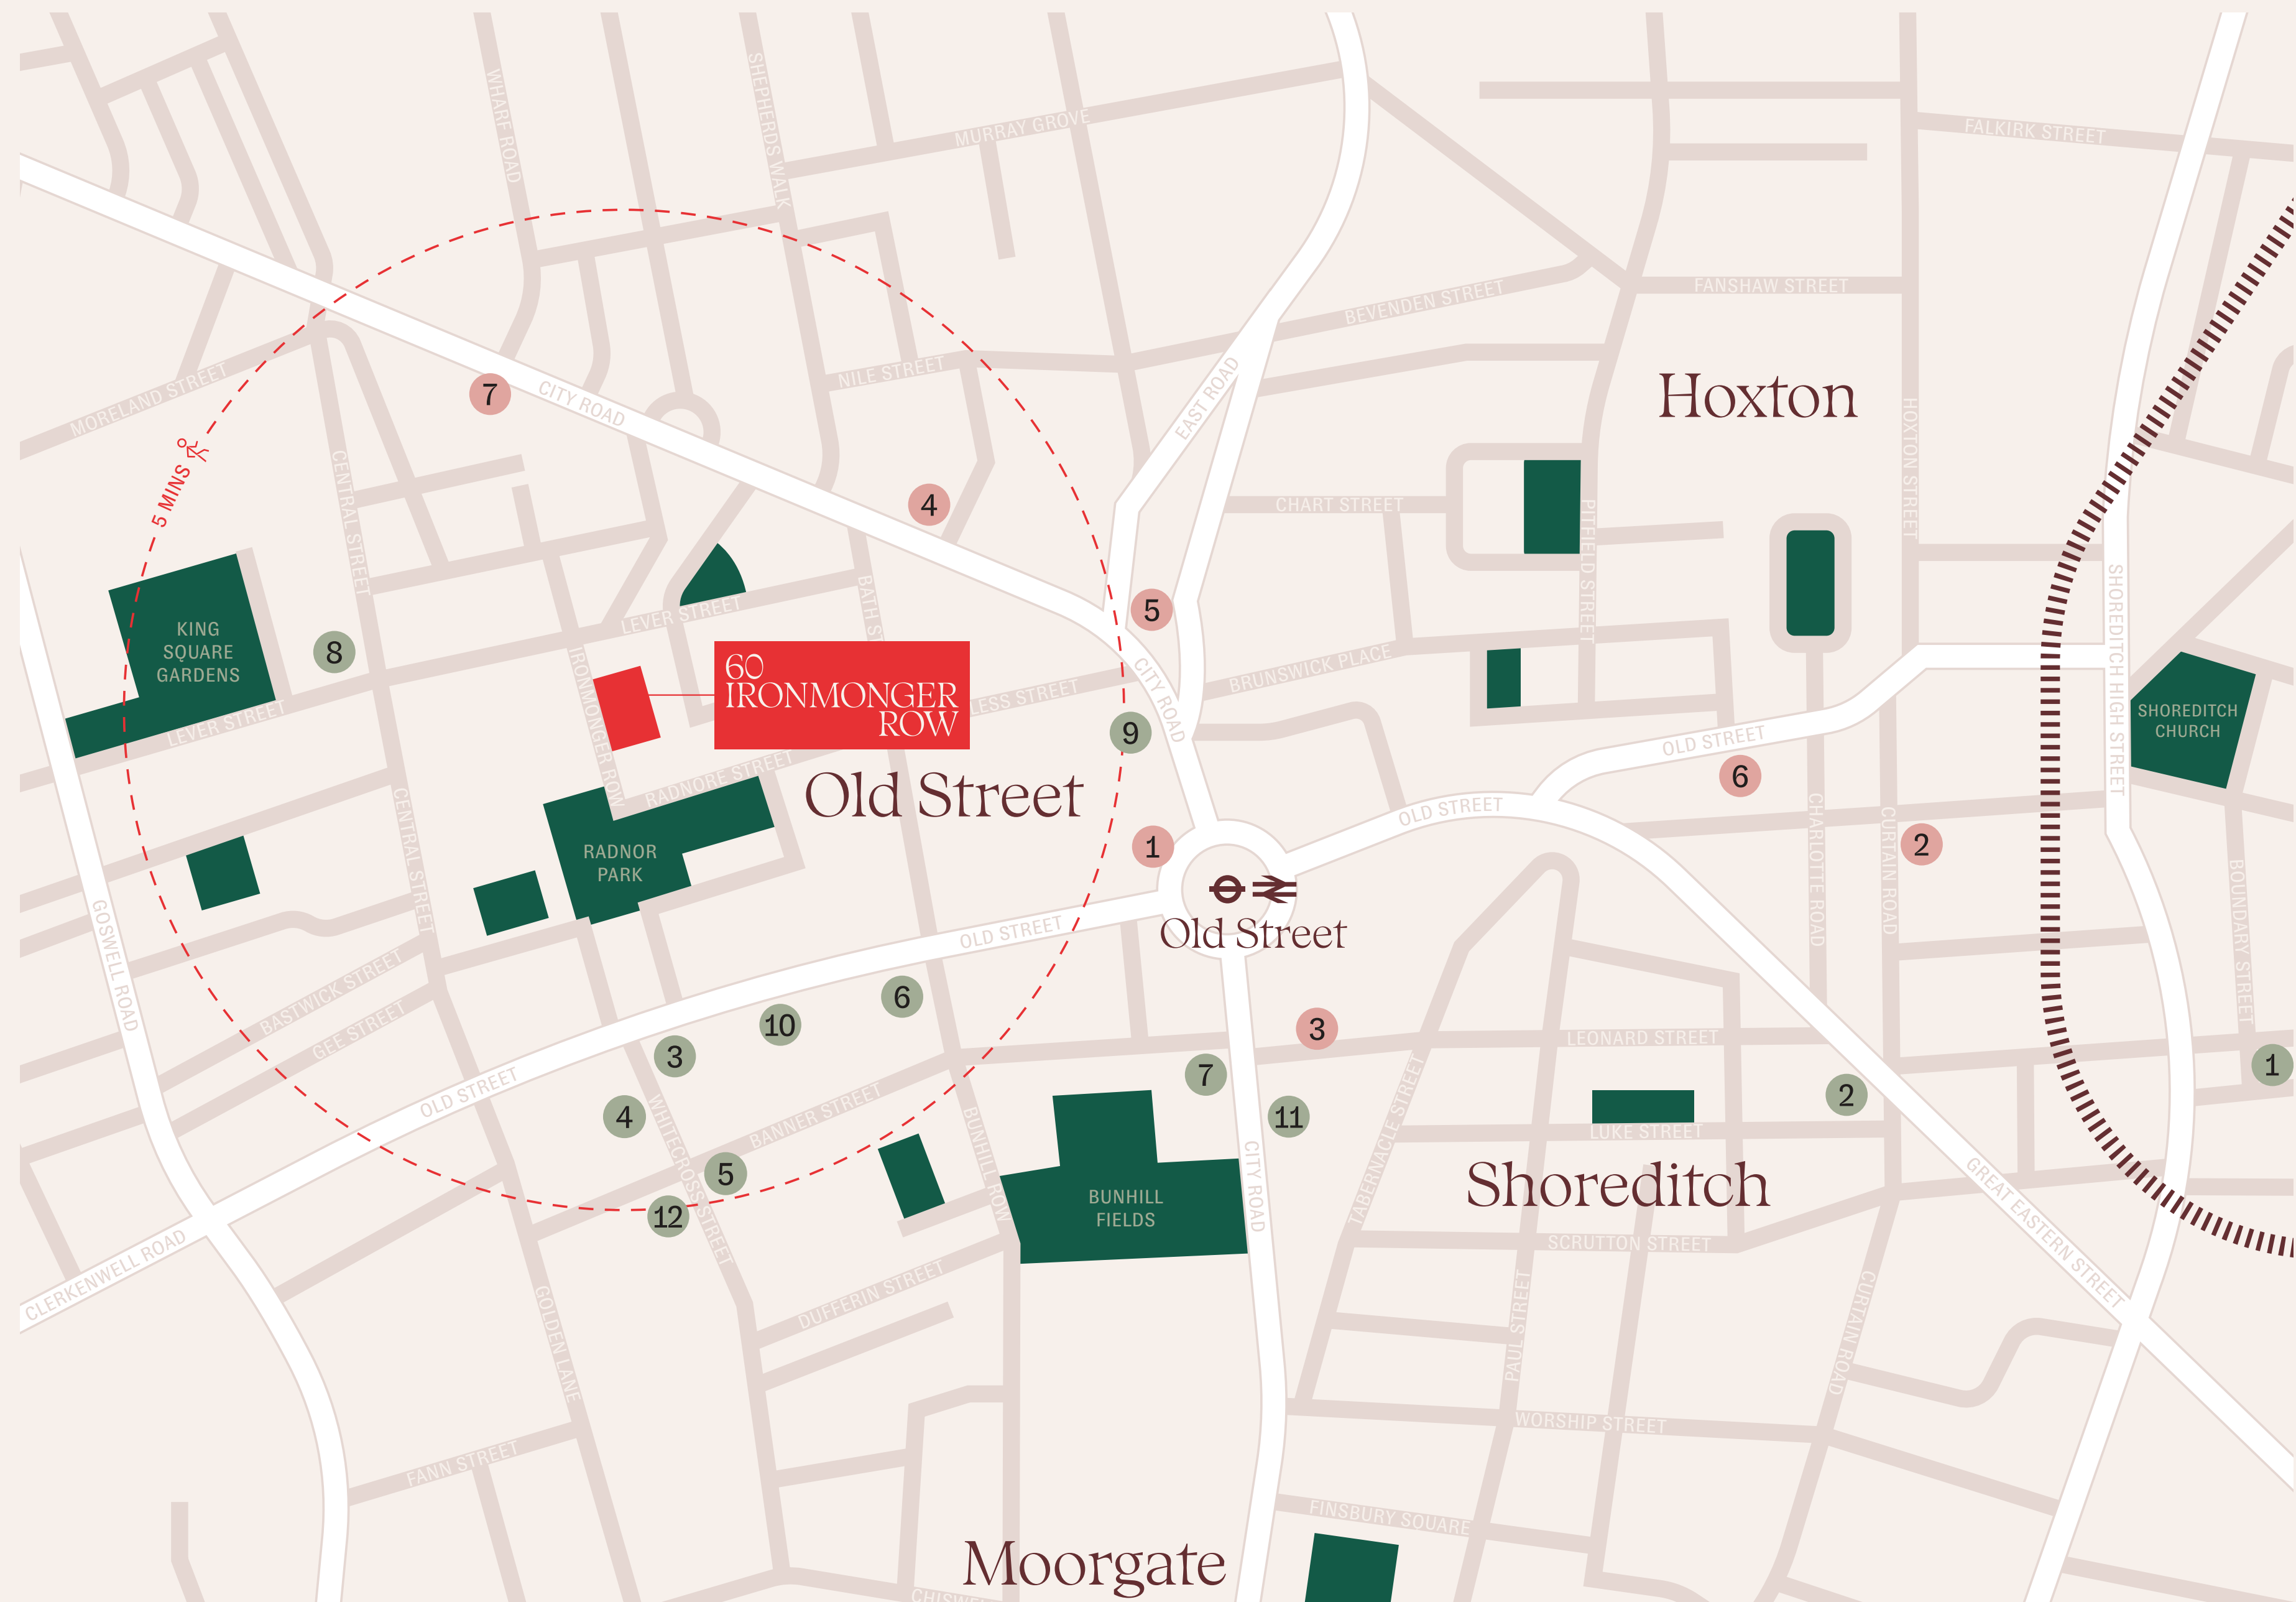 WHARF ROAD
SHEPHERDS WALK
MURRAY GROVE
FALKIRK STREET
FANSHAW STREET
BEVENDEN STREET
MORELAND STREET
5 MINS
7
CITY ROAD
NILE STREET
EAST ROAD
Hoxton
HOXTON STREET
CENTRAL STREET
4
CHART STREET
PITFIELD STREET
KING
SQUARE
GARDENS
8
LEVER STREET
BATH ST
5
SHOREDITCH HIGH STREET
LEVER STREET
IRONMONGER ROW
60
IRONMONGER
ROW
LESS STREET
CITY ROAD
9
BRUNSWICK PLACE
OLD STREET
6
SHOREDITCH
CHURCH
RADNORE STREET
Old Street
OLD STREET
CENTRAL STREET
RADNOR
PARK
1
CHARLOTTE ROAD
CURTAIN ROAD
2
Old Street
OLD STREET
GOSWELL ROAD
BASTWICK STREET
GEE STREET
6
10
3
3
LEONARD STREET
BOUNDARY STREET
1
OLD STREET
4
WHITECROSS STREET
BANNER STREET
7
11
2
TABERNACLE STREET
LUKE STREET
5
12
BUNHILL ROW
BUNHILL
FIELDS
CITY ROAD
Shoreditch
GREAT EASTERN STREET
CLERKENWELL ROAD
SCRUTTON STREET
DUFFERIN STREET
GOLDEN LANE
PAUL STREET
CURTAIN ROAD
WORSHIP STREET
FANN STREET
FINSBURY SQUARE
Moorgate